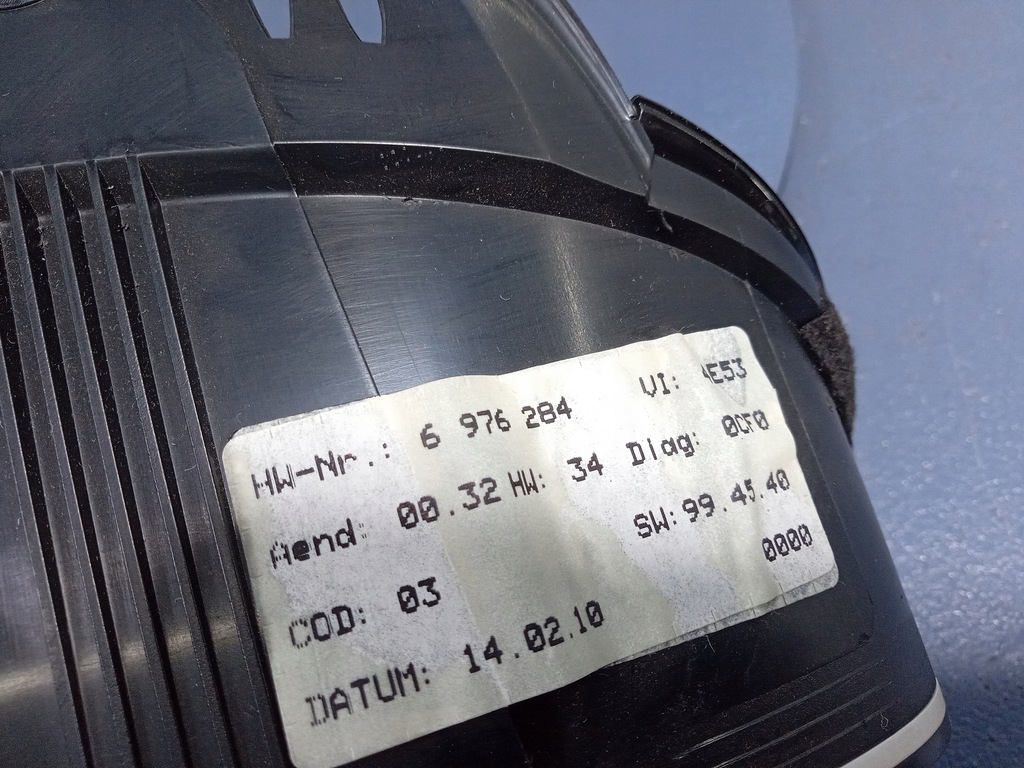 HW-Nr.: 6 976 284 VI: 4E53
Aend: 00.32 HW: 34 Diag: 0CF0
COD: 03 SW: 99.45.40
DATUM: 14.02.10 0000